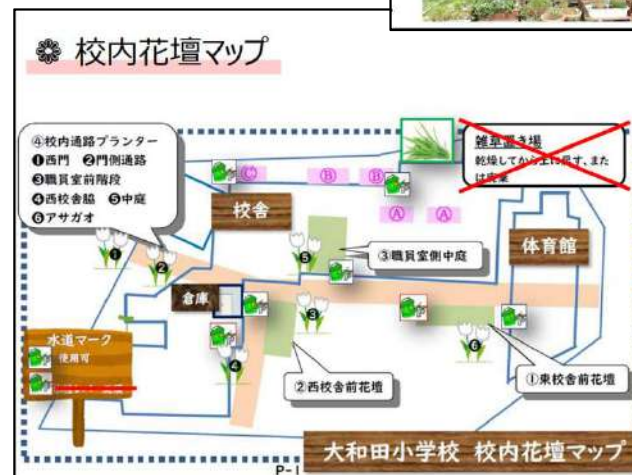 校内花壇マップ
④校内通路プランター
❶西門 ❷門側通路
❸職員室前階段
❹西校舎脇 ❺中庭
❻アサガオ
雑草置き場
乾燥してから土に戻す、また
は廃棄
Ⓒ
Ⓑ
Ⓑ
Ⓐ
Ⓐ
校舎
体育館
③職員室側中庭
❶
❷
❺
倉庫
❸
❹
❻
水道マーク
使用可
②西校舎前花壇
①東校舎前花壇
大和田小学校 校内花壇マップ
P-1